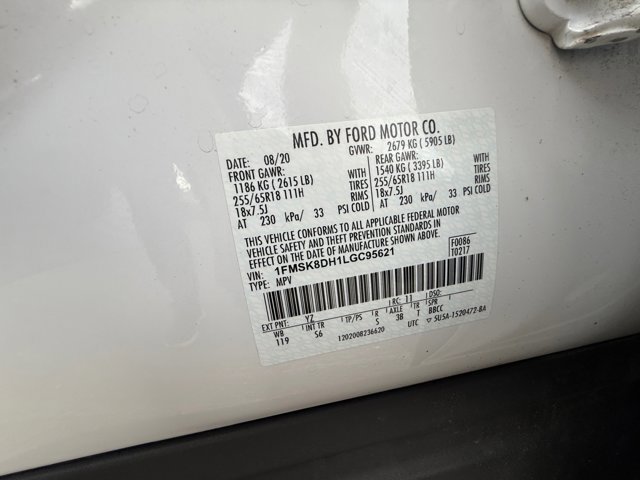 MFD. BY FORD MOTOR CO.
DATE: 08/20 GVWR: 2679 KG ( 5905 LB)
FRONT GAWR: REAR GAWR:
1186 KG ( 2615 LB) WITH 1540 KG ( 3395 LB) WITH
255/65R18 111H TIRES 255/65R18 111H TIRES
18x7.5J RIMS 18x7.5J RIMS
AT 230 kPa/ 33 PSI COLD AT 230 kPa/ 33 PSI COLD
THIS VEHICLE CONFORMS TO ALL APPLICABLE FEDERAL MOTOR
VEHICLE SAFETY AND THEFT PREVENTION STANDARDS IN
EFFECT ON THE DATE OF MANUFACTURE SHOWN ABOVE. F0086
VIN: 1FMSK8DH1LGC95621 T0217
TYPE: MPV
EXT PNT: YZ RC: 11 DSO:
WB INT TR TP/PS R AXLE TR SPR
119 S6 S 3B T BBCC
1202008236620 UTC ▽ 5U5A-1520472-BA